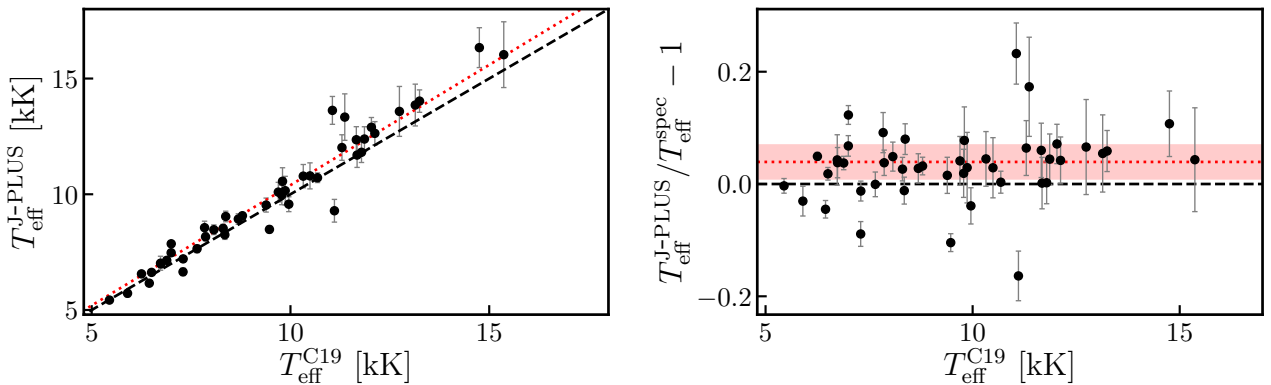 T_eff^J-PLUS [kK]
15
10
5
5 10 15
T_eff^C19 [kK]
T_eff^J-PLUS / T_eff^spec − 1
0.2
0.0
−0.2
5 10 15
T_eff^C19 [kK]